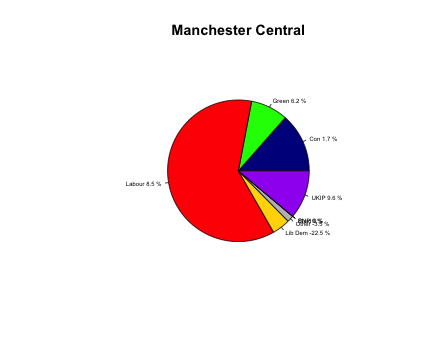 Manchester Central
Green 6.2 %
Con 1.7 %
Labour 8.5 %
UKIP 9.6 %
Lib Dem -22.5 %